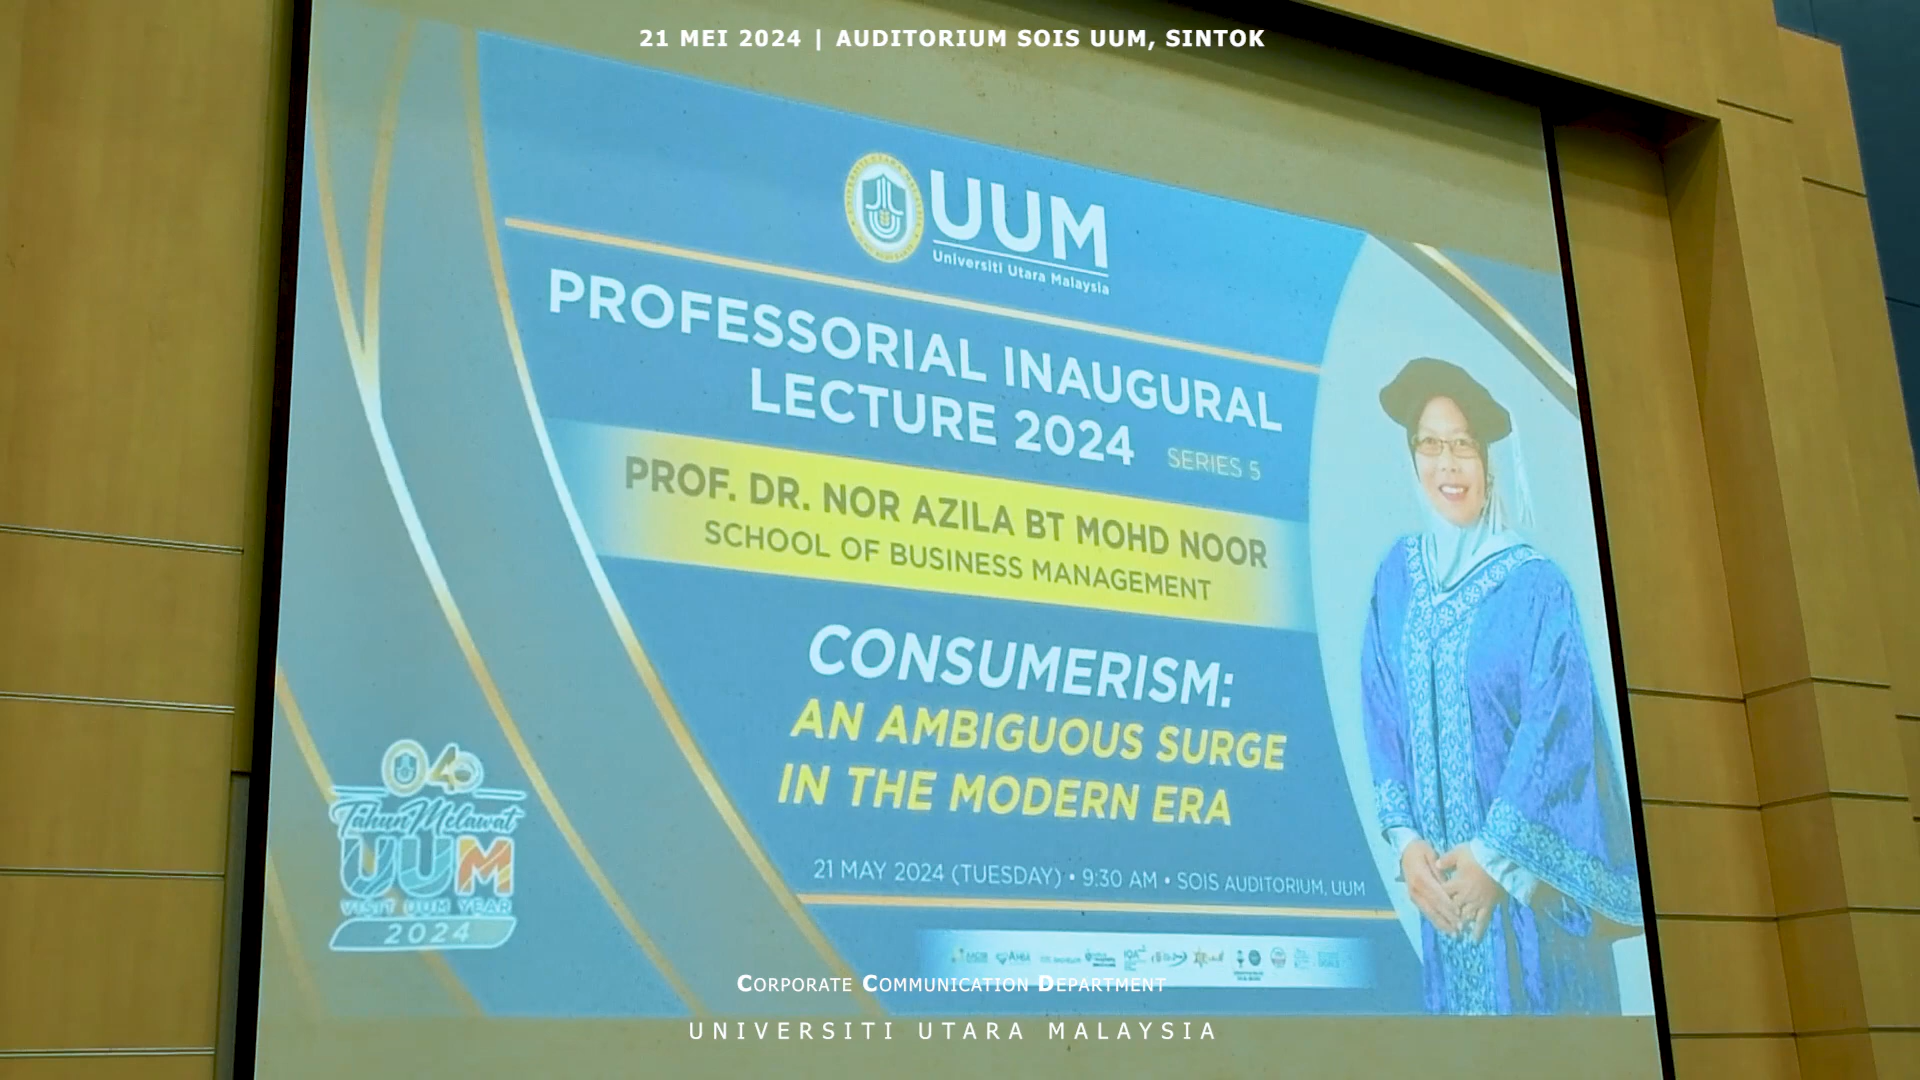 21 MEI 2024 | AUDITORIUM SOIS UUM, SINTOK
UUM
Universiti Utara Malaysia
PROFESSORIAL INAUGURAL
LECTURE 2024 SERIES 5
PROF. DR. NOR AZILA BT MOHD NOOR
SCHOOL OF BUSINESS MANAGEMENT
CONSUMERISM:
AN AMBIGUOUS SURGE
IN THE MODERN ERA
21 MAY 2024 (TUESDAY) • 9:30 AM • SOIS AUDITORIUM, UUM
40
Tahun Melawat
UUM
VISIT UUM YEAR
2024
CORPORATE COMMUNICATION DEPARTMENT
UNIVERSITI UTARA MALAYSIA